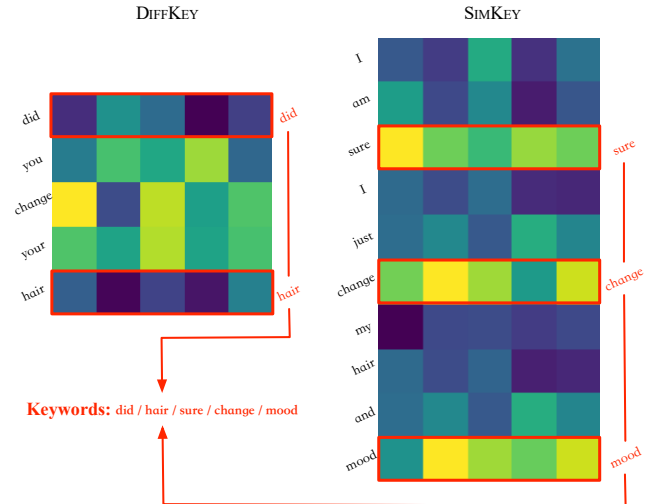 DIFFKEY
did
you
change
your
hair
did
hair
SIMKEY
I
am
sure
I
just
change
my
hair
and
mood
sure
change
mood
Keywords: did / hair / sure / change / mood